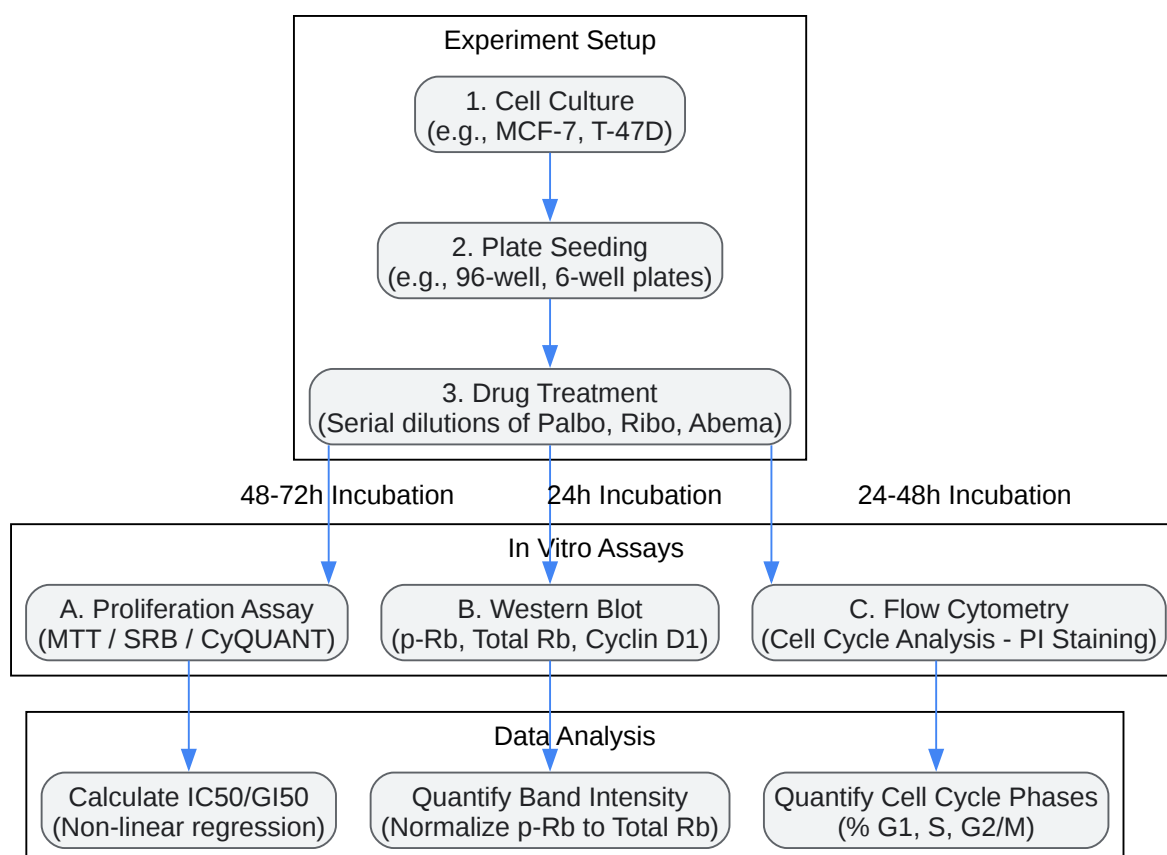 Experiment Setup
1. Cell Culture
(e.g., MCF-7, T-47D)
2. Plate Seeding
(e.g., 96-well, 6-well plates)
3. Drug Treatment
(Serial dilutions of Palbo, Ribo, Abema)
48-72h Incubation
24h Incubation
24-48h Incubation
In Vitro Assays
A. Proliferation Assay
(MTT / SRB / CyQUANT)
B. Western Blot
(p-Rb, Total Rb, Cyclin D1)
C. Flow Cytometry
(Cell Cycle Analysis - PI Staining)
Data Analysis
Calculate IC50/GI50
(Non-linear regression)
Quantify Band Intensity
(Normalize p-Rb to Total Rb)
Quantify Cell Cycle Phases
(% G1, S, G2/M)